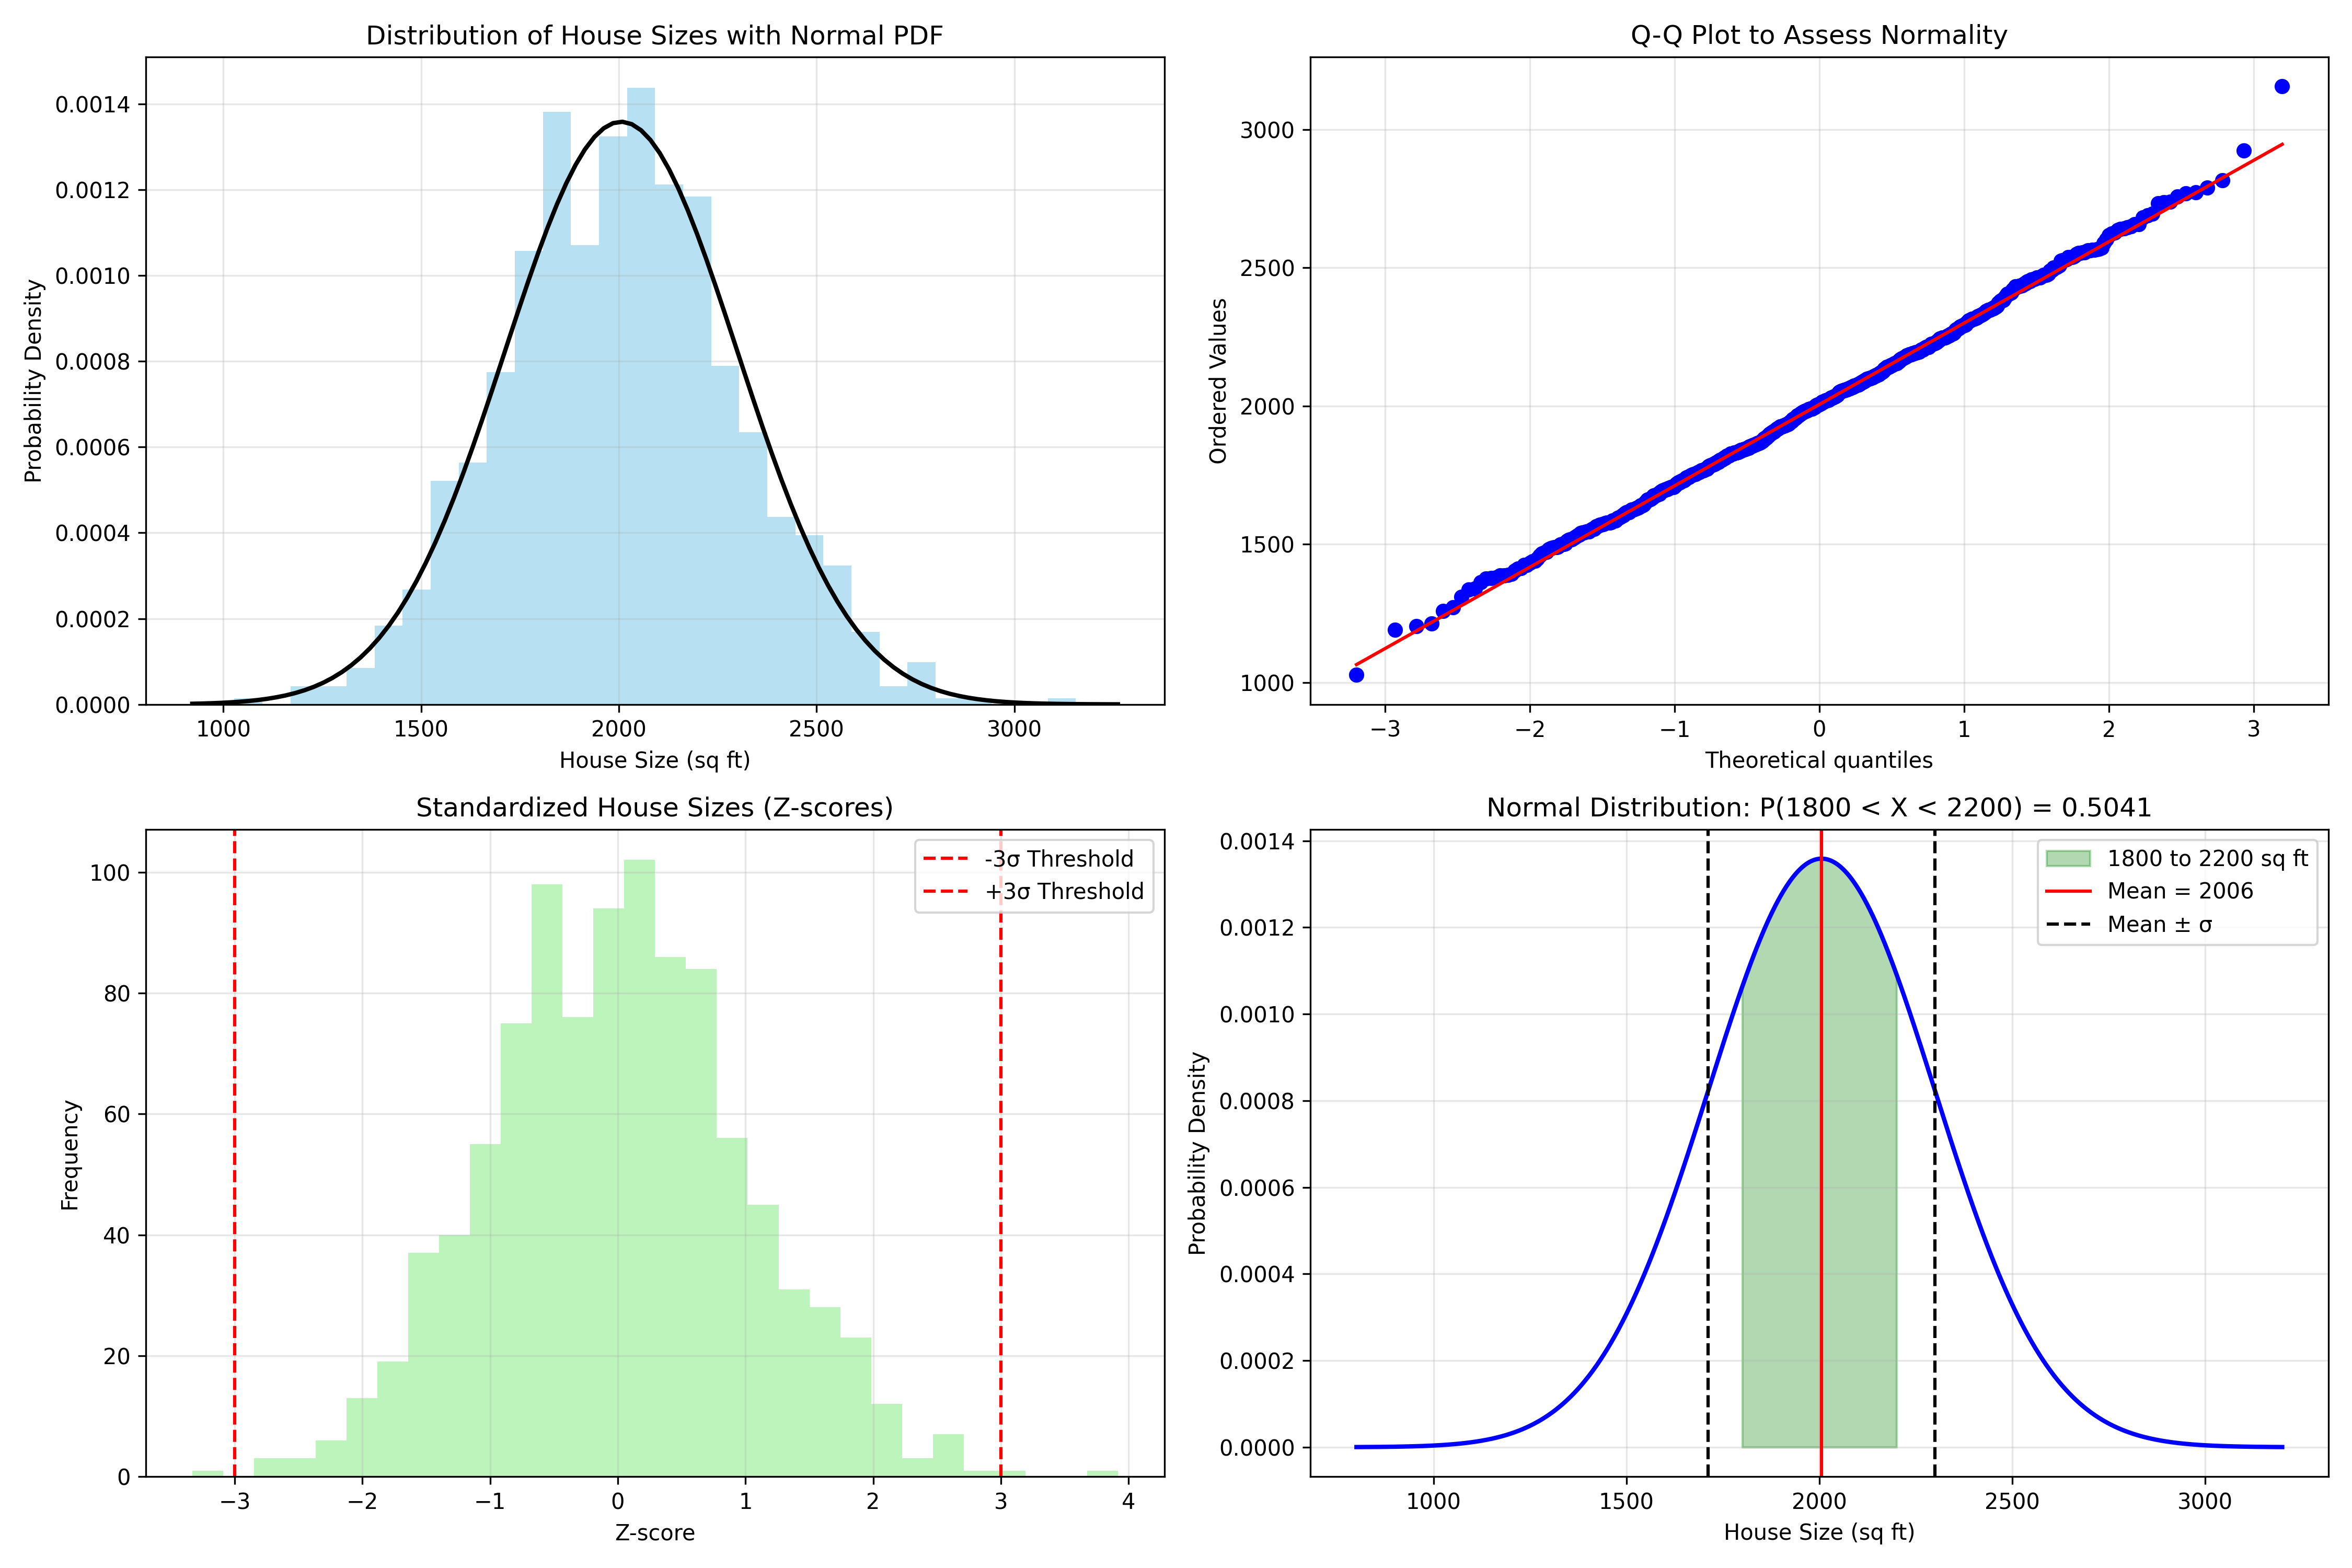 Distribution of House Sizes with Normal PDF
Probability Density
0.0014
0.0012
0.0010
0.0008
0.0006
0.0004
0.0002
0.0000
1000 1500 2000 2500 3000
House Size (sq ft)
Q-Q Plot to Assess Normality
Ordered Values
3000
2500
2000
1500
1000
−3 −2 −1 0 1 2 3
Theoretical quantiles
Standardized House Sizes (Z-scores)
-3σ Threshold
+3σ Threshold
Frequency
100
80
60
40
20
0
−3 −2 −1 0 1 2 3 4
Z-score
Normal Distribution: P(1800 < X < 2200) = 0.5041
1800 to 2200 sq ft
Mean = 2006
Mean ± σ
Probability Density
0.0014
0.0012
0.0010
0.0008
0.0006
0.0004
0.0002
0.0000
1000 1500 2000 2500 3000
House Size (sq ft)